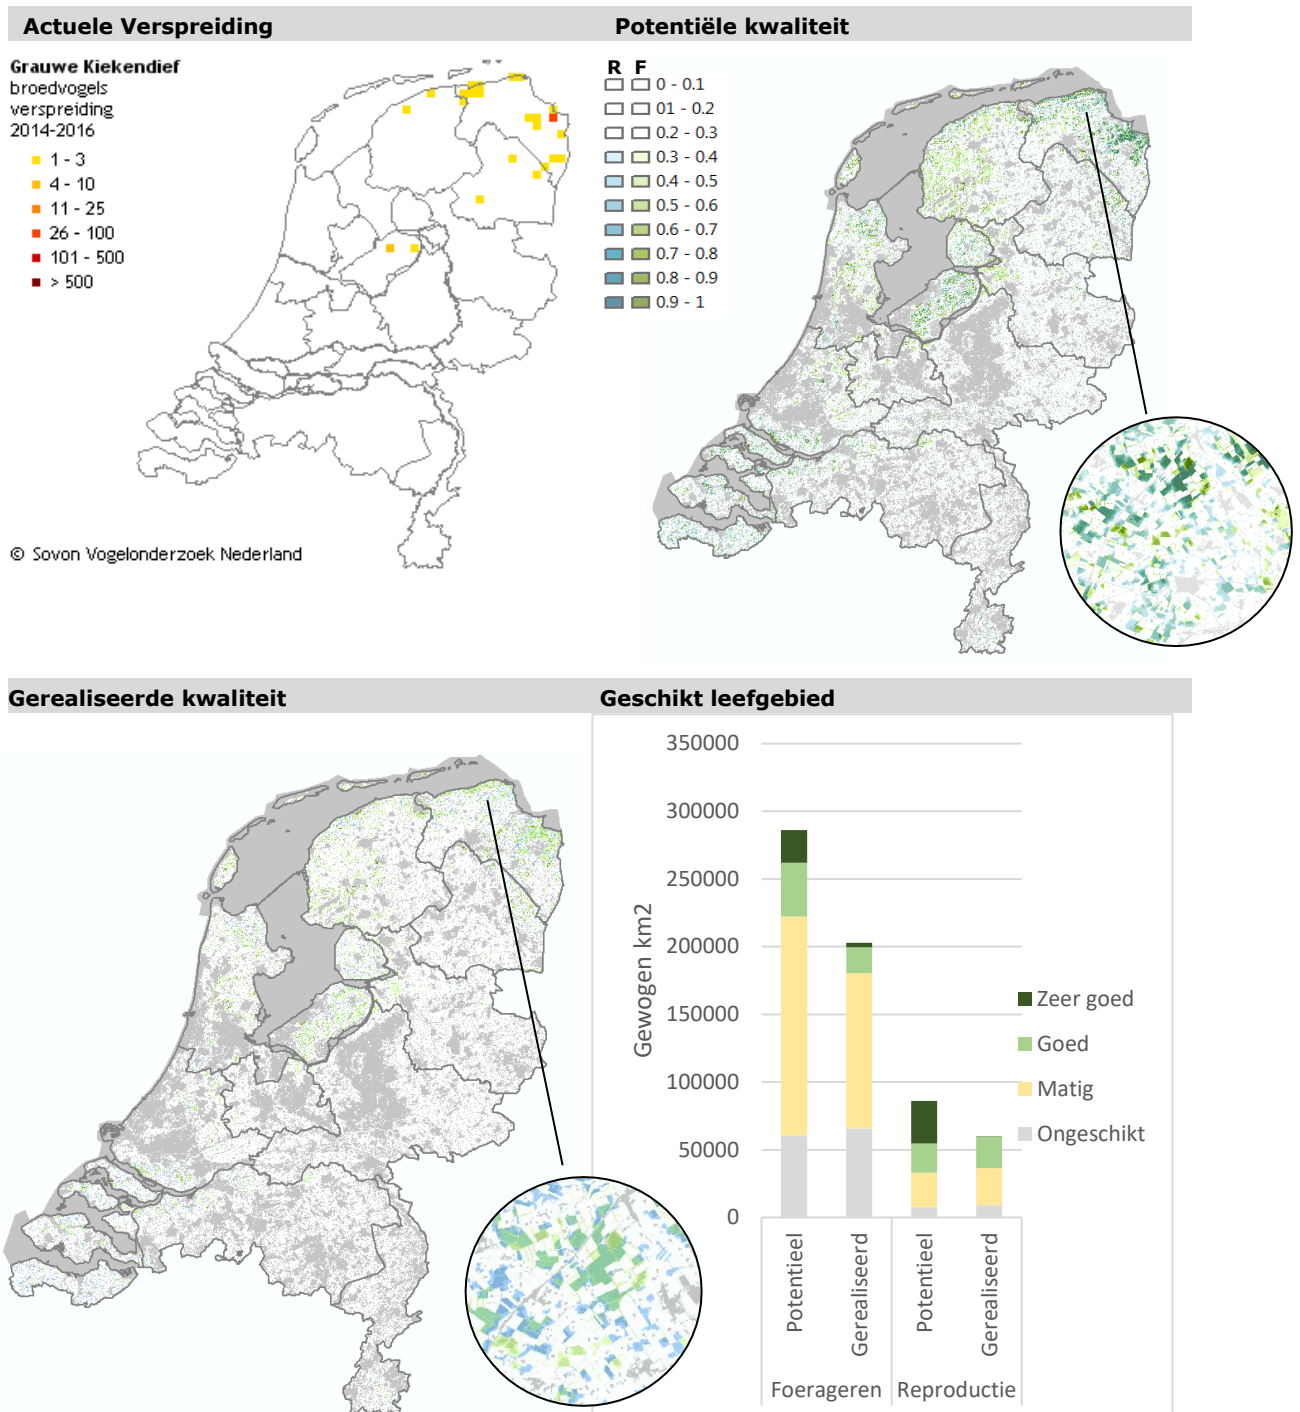 Actuele Verspreiding
Potentiële kwaliteit
Grauwe Kiekendief
broedvogels
verspreiding
2014-2016
1 - 3
4 - 10
11 - 25
26 - 100
101 - 500
> 500
© Sovon Vogelonderzoek Nederland
R F
0 - 0.1
01 - 0.2
0.2 - 0.3
0.3 - 0.4
0.4 - 0.5
0.5 - 0.6
0.6 - 0.7
0.7 - 0.8
0.8 - 0.9
0.9 - 1
Gerealiseerde kwaliteit
Geschikt leefgebied
350000
300000
250000
200000
150000
100000
50000
0
Gewogen km2
Zeer goed
Goed
Matig
Ongeschikt
Potentieel
Gerealiseerd
Potentieel
Gerealiseerd
Foerageren
Reproductie